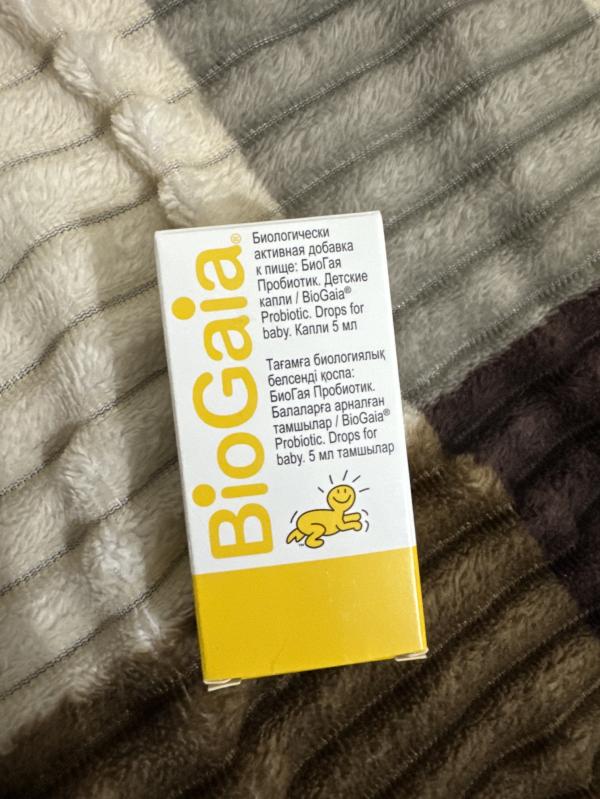 BioGaia®
Биологически
активная добавка
к пище: БиоГая
Пробиотик. Детские
капли / BioGaia®
Probiotic. Drops for
baby. Капли 5 мл
Тағамға биологиялық
белсенді қоспа:
БиоГая Пробиотик.
Балаларға арналған
тамшылар / BioGaia®
Probiotic. Drops for
baby. 5 мл тамшылар
™